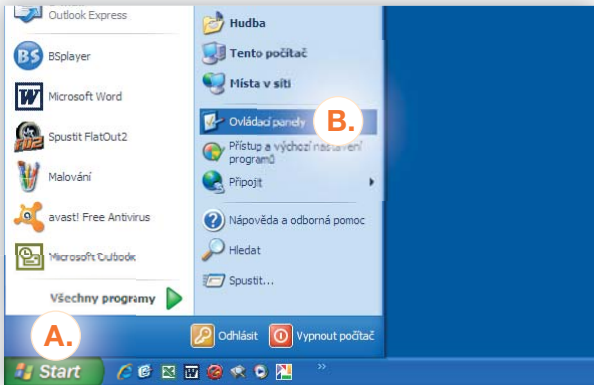 Outlook Express
BSplayer
Microsoft Word
Spustit FlatOut2
Malování
avast! Free Antivirus
Microsoft Outlook
Všechny programy
Hudba
Tento počítač
Místa v síti
Ovládací panely
B.
Přístup a výchozí nastavení
programů
Připojit
Nápověda a odborná pomoc
Hledat
Spustit...
A.
Odhlásit
Vypnout počítač
Start